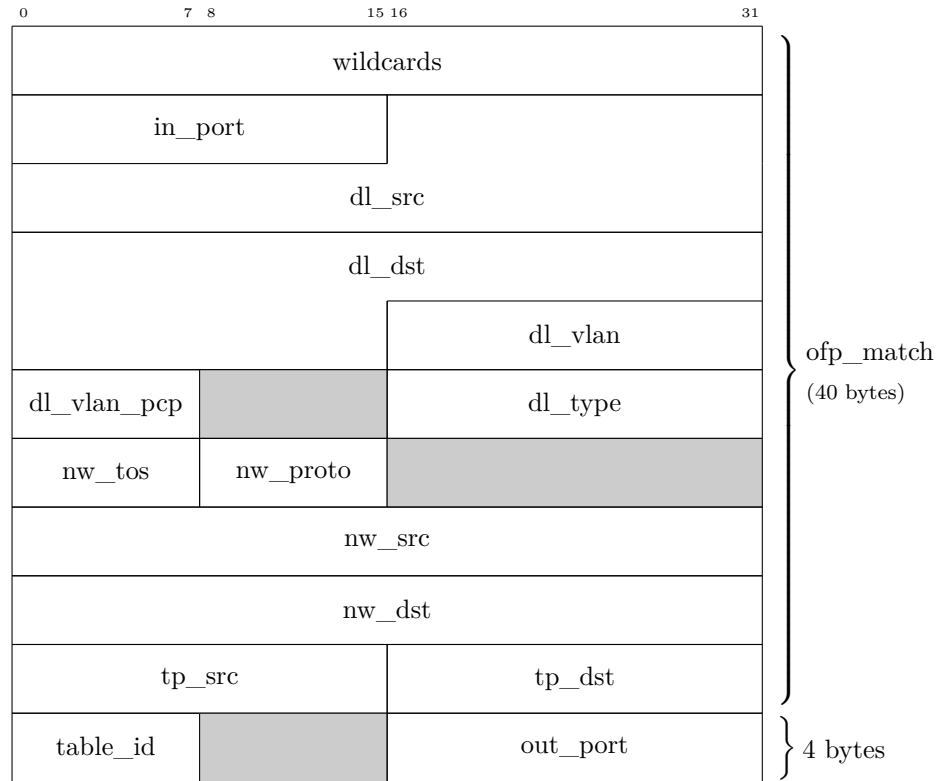 0 7 8 15 16 31
wildcards
in_port
dl_src
dl_dst
dl_vlan
dl_vlan_pcp dl_type
nw_tos nw_proto
nw_src
nw_dst
tp_src tp_dst
table_id out_port
ofp_match
(40 bytes)
4 bytes